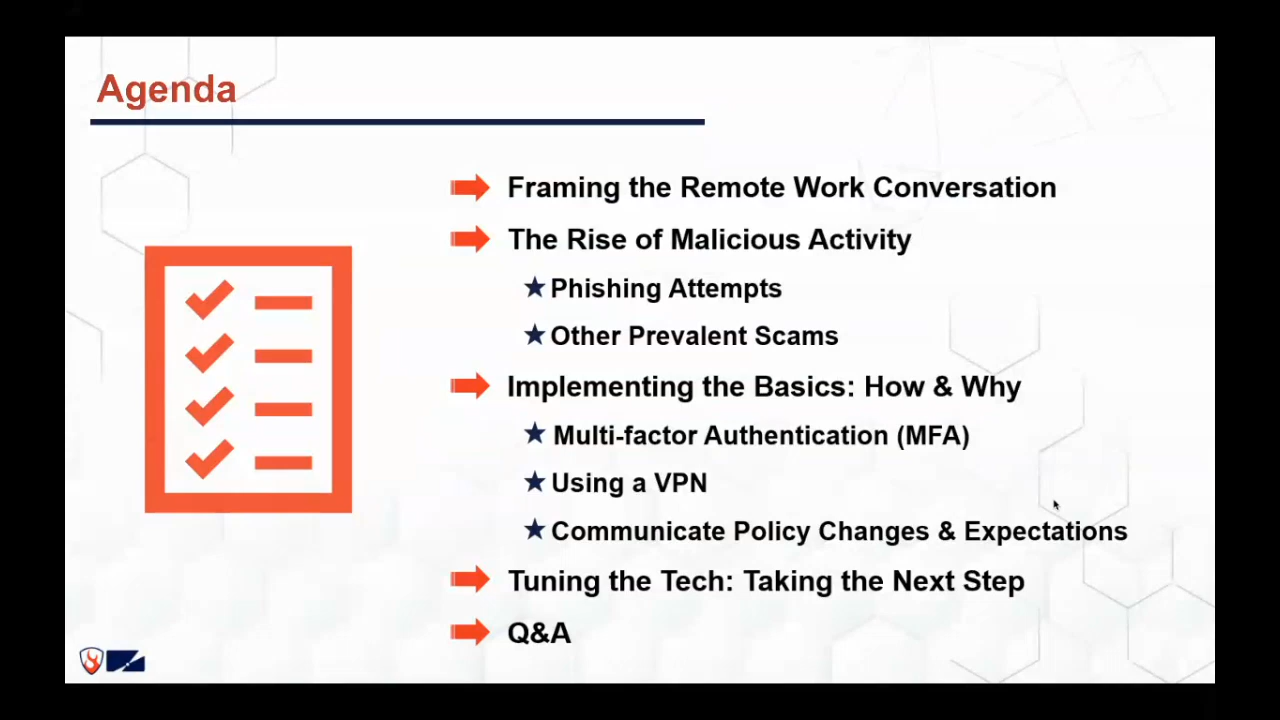 Agenda
Framing the Remote Work Conversation
The Rise of Malicious Activity
Phishing Attempts
Other Prevalent Scams
Implementing the Basics: How & Why
Multi-factor Authentication (MFA)
Using a VPN
Communicate Policy Changes & Expectations
Tuning the Tech: Taking the Next Step
Q&A